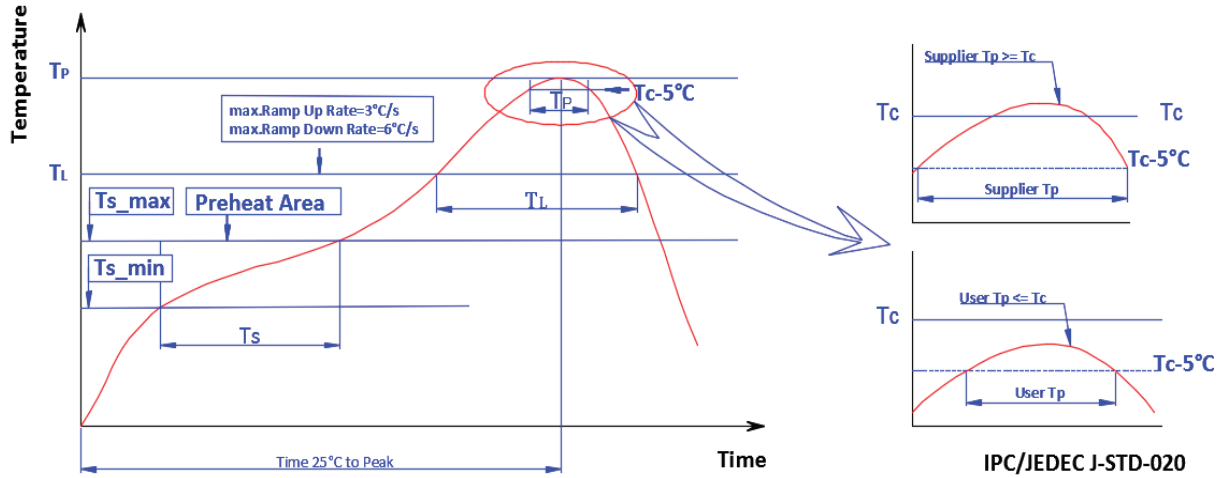 Temperature
TP
max.Ramp Up Rate=3°C/s
max.Ramp Down Rate=6°C/s
TP
Tc-5°C
TL
Ts_max
Preheat Area
TL
Ts_min
Ts
Time 25°C to Peak
Time
Supplier Tp >= Tc
Tc
Tc
Tc-5°C
Supplier Tp
User Tp <= Tc
Tc
Tc-5°C
User Tp
IPC/JEDEC J-STD-020